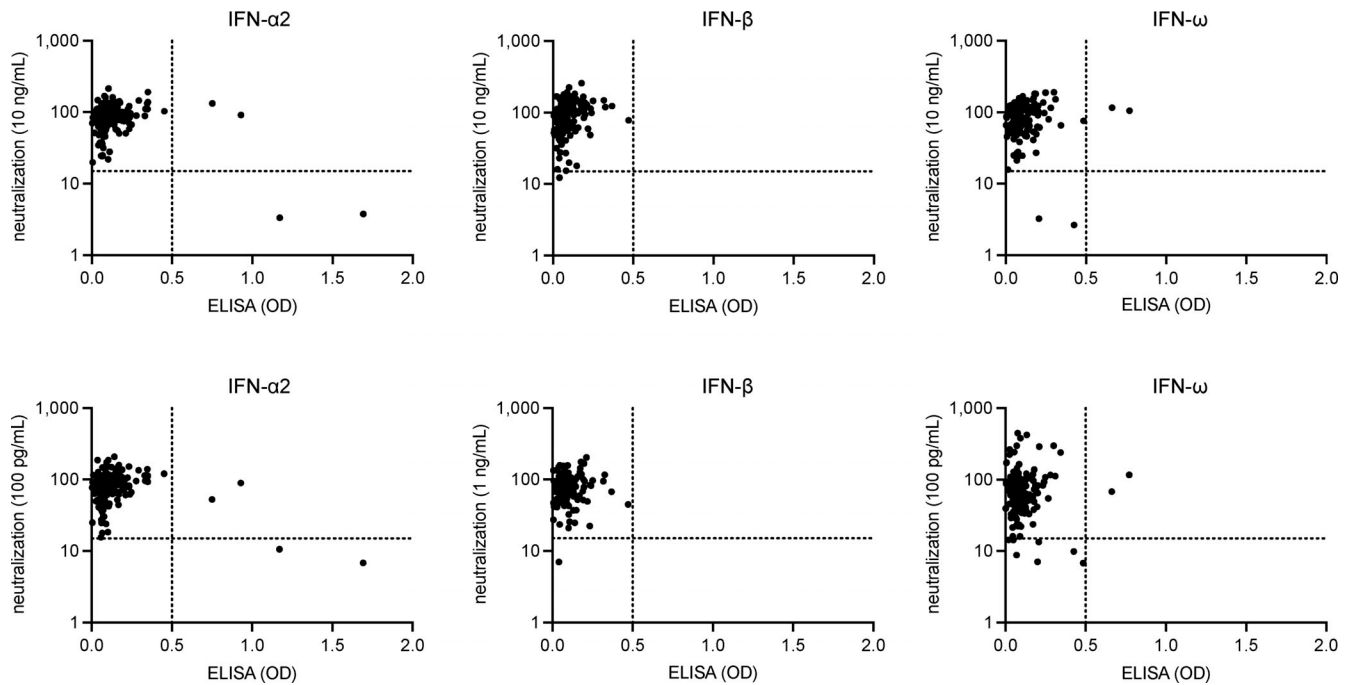 IFN-α2
neutralization (10 ng/mL)
1,000
100
10
1
0.0 0.5 1.0 1.5 2.0
ELISA (OD)
IFN-β
neutralization (10 ng/mL)
1,000
100
10
1
0.0 0.5 1.0 1.5 2.0
ELISA (OD)
IFN-ω
neutralization (10 ng/mL)
1,000
100
10
1
0.0 0.5 1.0 1.5 2.0
ELISA (OD)
IFN-α2
neutralization (100 pg/mL)
1,000
100
10
1
0.0 0.5 1.0 1.5 2.0
ELISA (OD)
IFN-β
neutralization (1 ng/mL)
1,000
100
10
1
0.0 0.5 1.0 1.5 2.0
ELISA (OD)
IFN-ω
neutralization (100 pg/mL)
1,000
100
10
1
0.0 0.5 1.0 1.5 2.0
ELISA (OD)